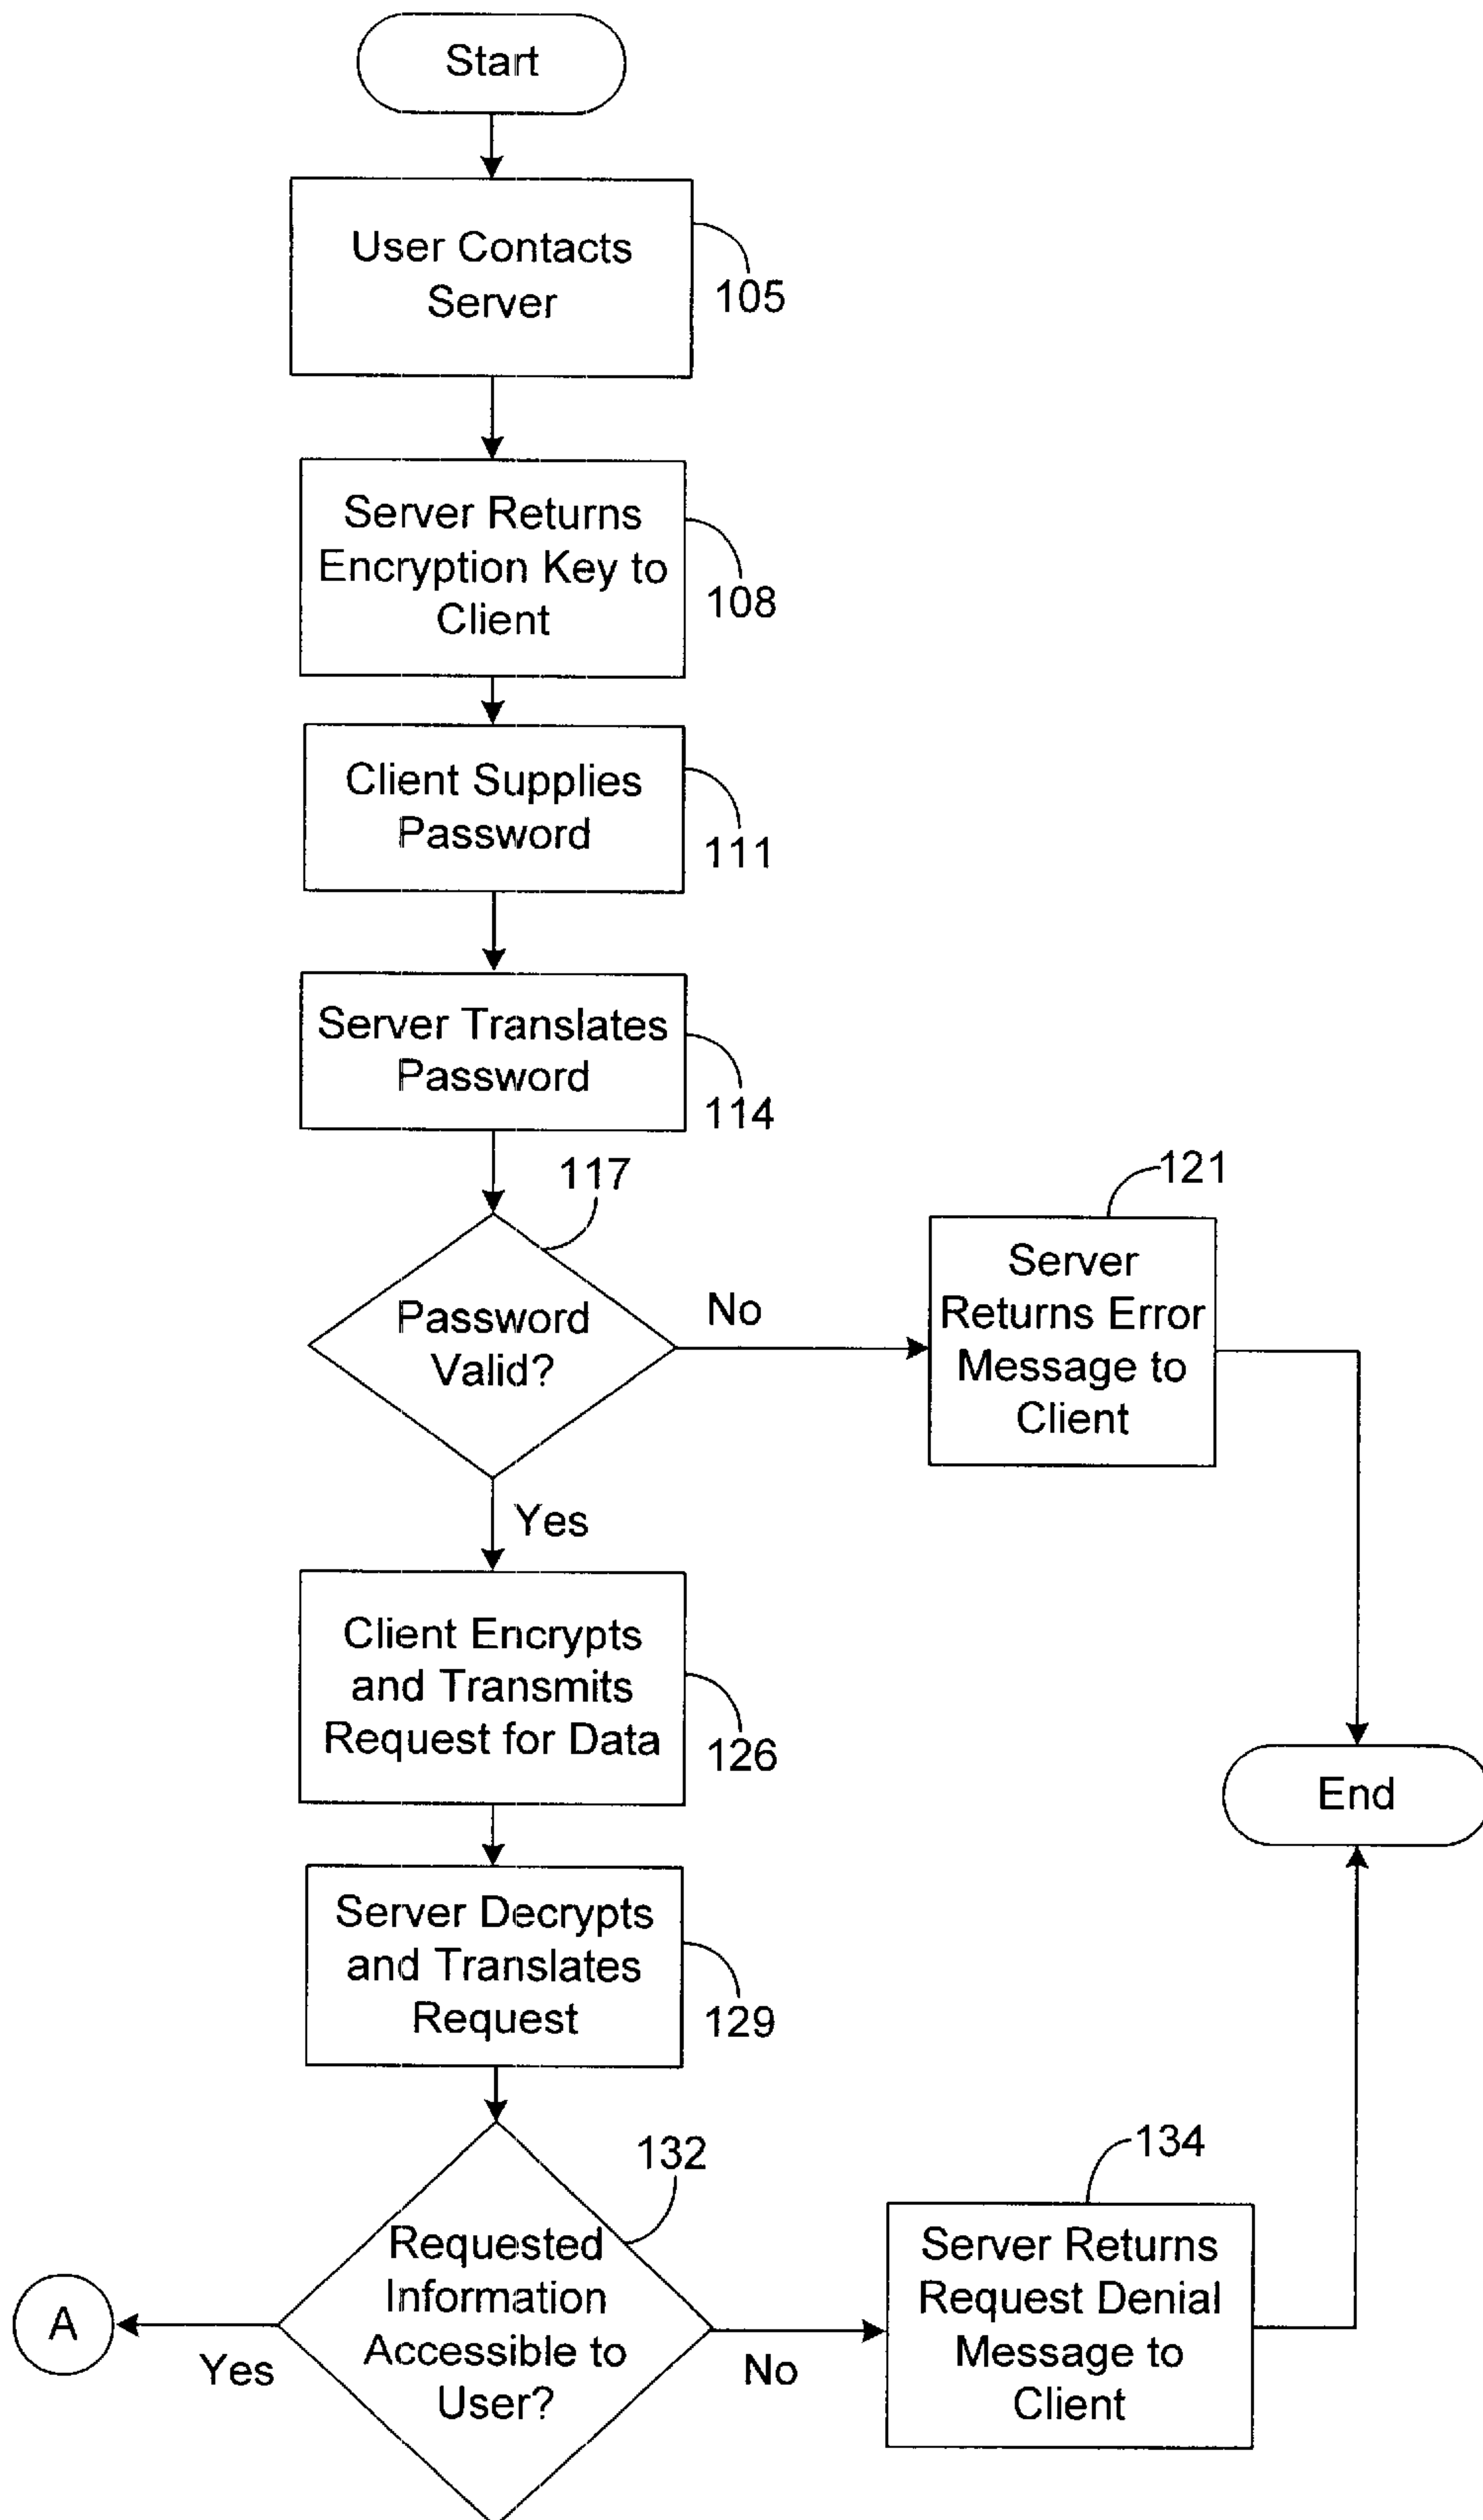 Start
User Contacts
Server
105
Server Returns
Encryption Key to
Client
108
Client Supplies
Password
111
Server Translates
Password
114
117
Password
Valid?
No
121
Server
Returns Error
Message to
Client
Yes
Client Encrypts
and Transmits
Request for Data
126
End
Server Decrypts
and Translates
Request
129
132
Requested
Information
Accessible to
User?
A
Yes
No
134
Server Returns
Request Denial
Message to
Client